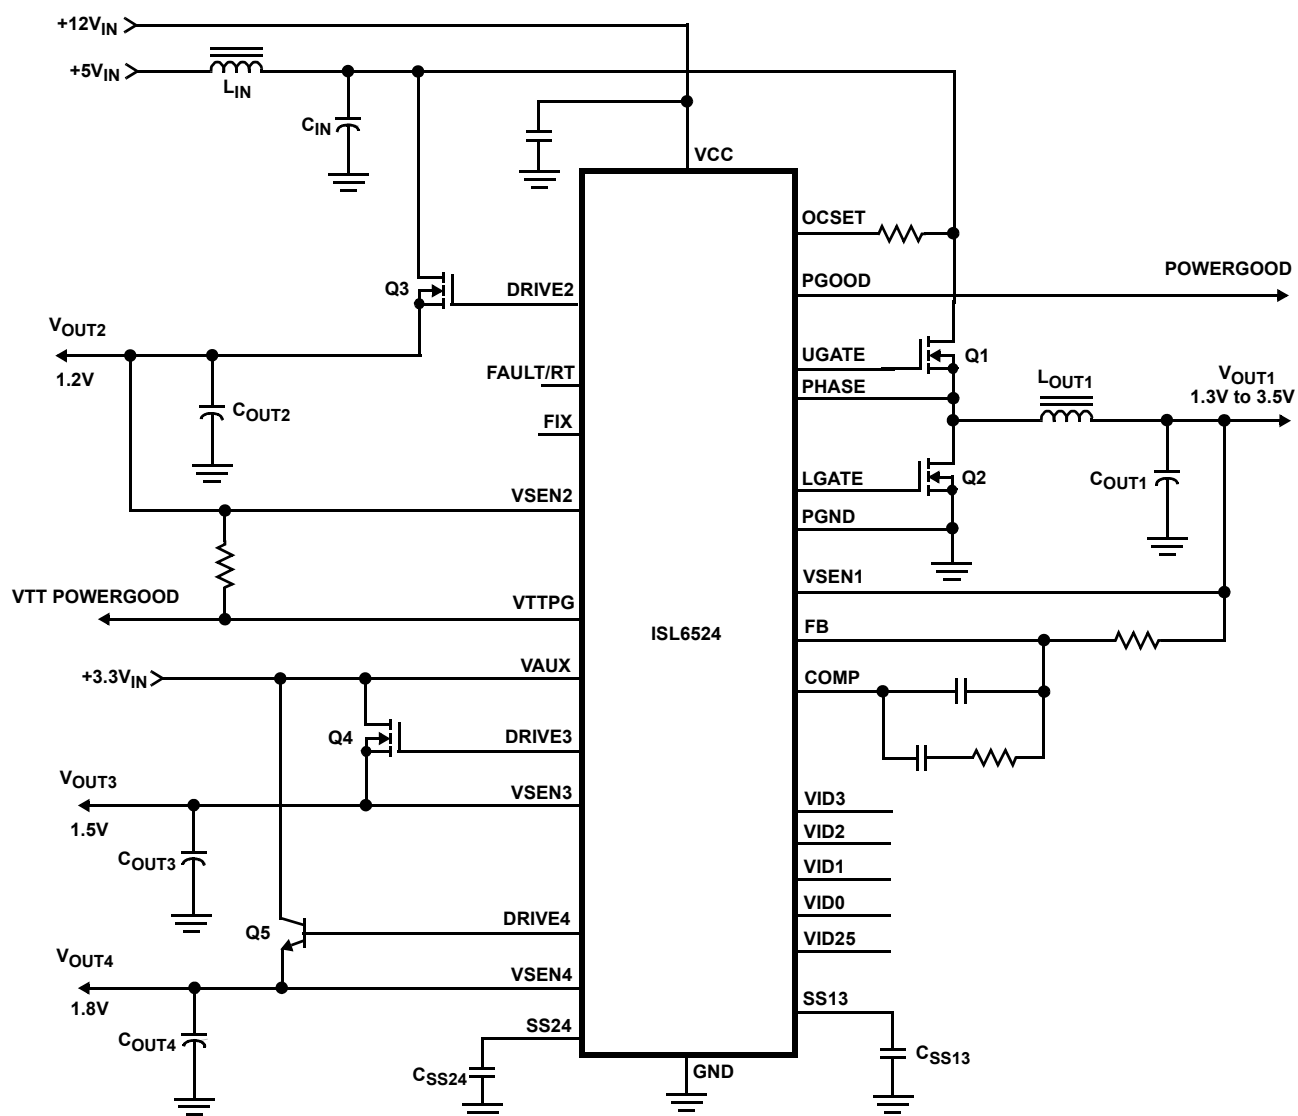 +12VIN
+5VIN
LIN
CIN
VCC
OCSET
PGOOD
POWERGOOD
Q3
DRIVE2
VOUT2
1.2V
COUT2
FAULT/RT
FIX
UGATE
Q1
PHASE
LOUT1
VOUT1
1.3V to 3.5V
LGATE
Q2
COUT1
PGND
VSEN2
VSEN1
VTT POWERGOOD
VTTPG
ISL6524
FB
+3.3VIN
VAUX
COMP
Q4
DRIVE3
VOUT3
1.5V
VSEN3
COUT3
VID3
VID2
VID1
VID0
VID25
Q5
DRIVE4
VOUT4
1.8V
VSEN4
COUT4
SS24
CSS24
GND
SS13
CSS13